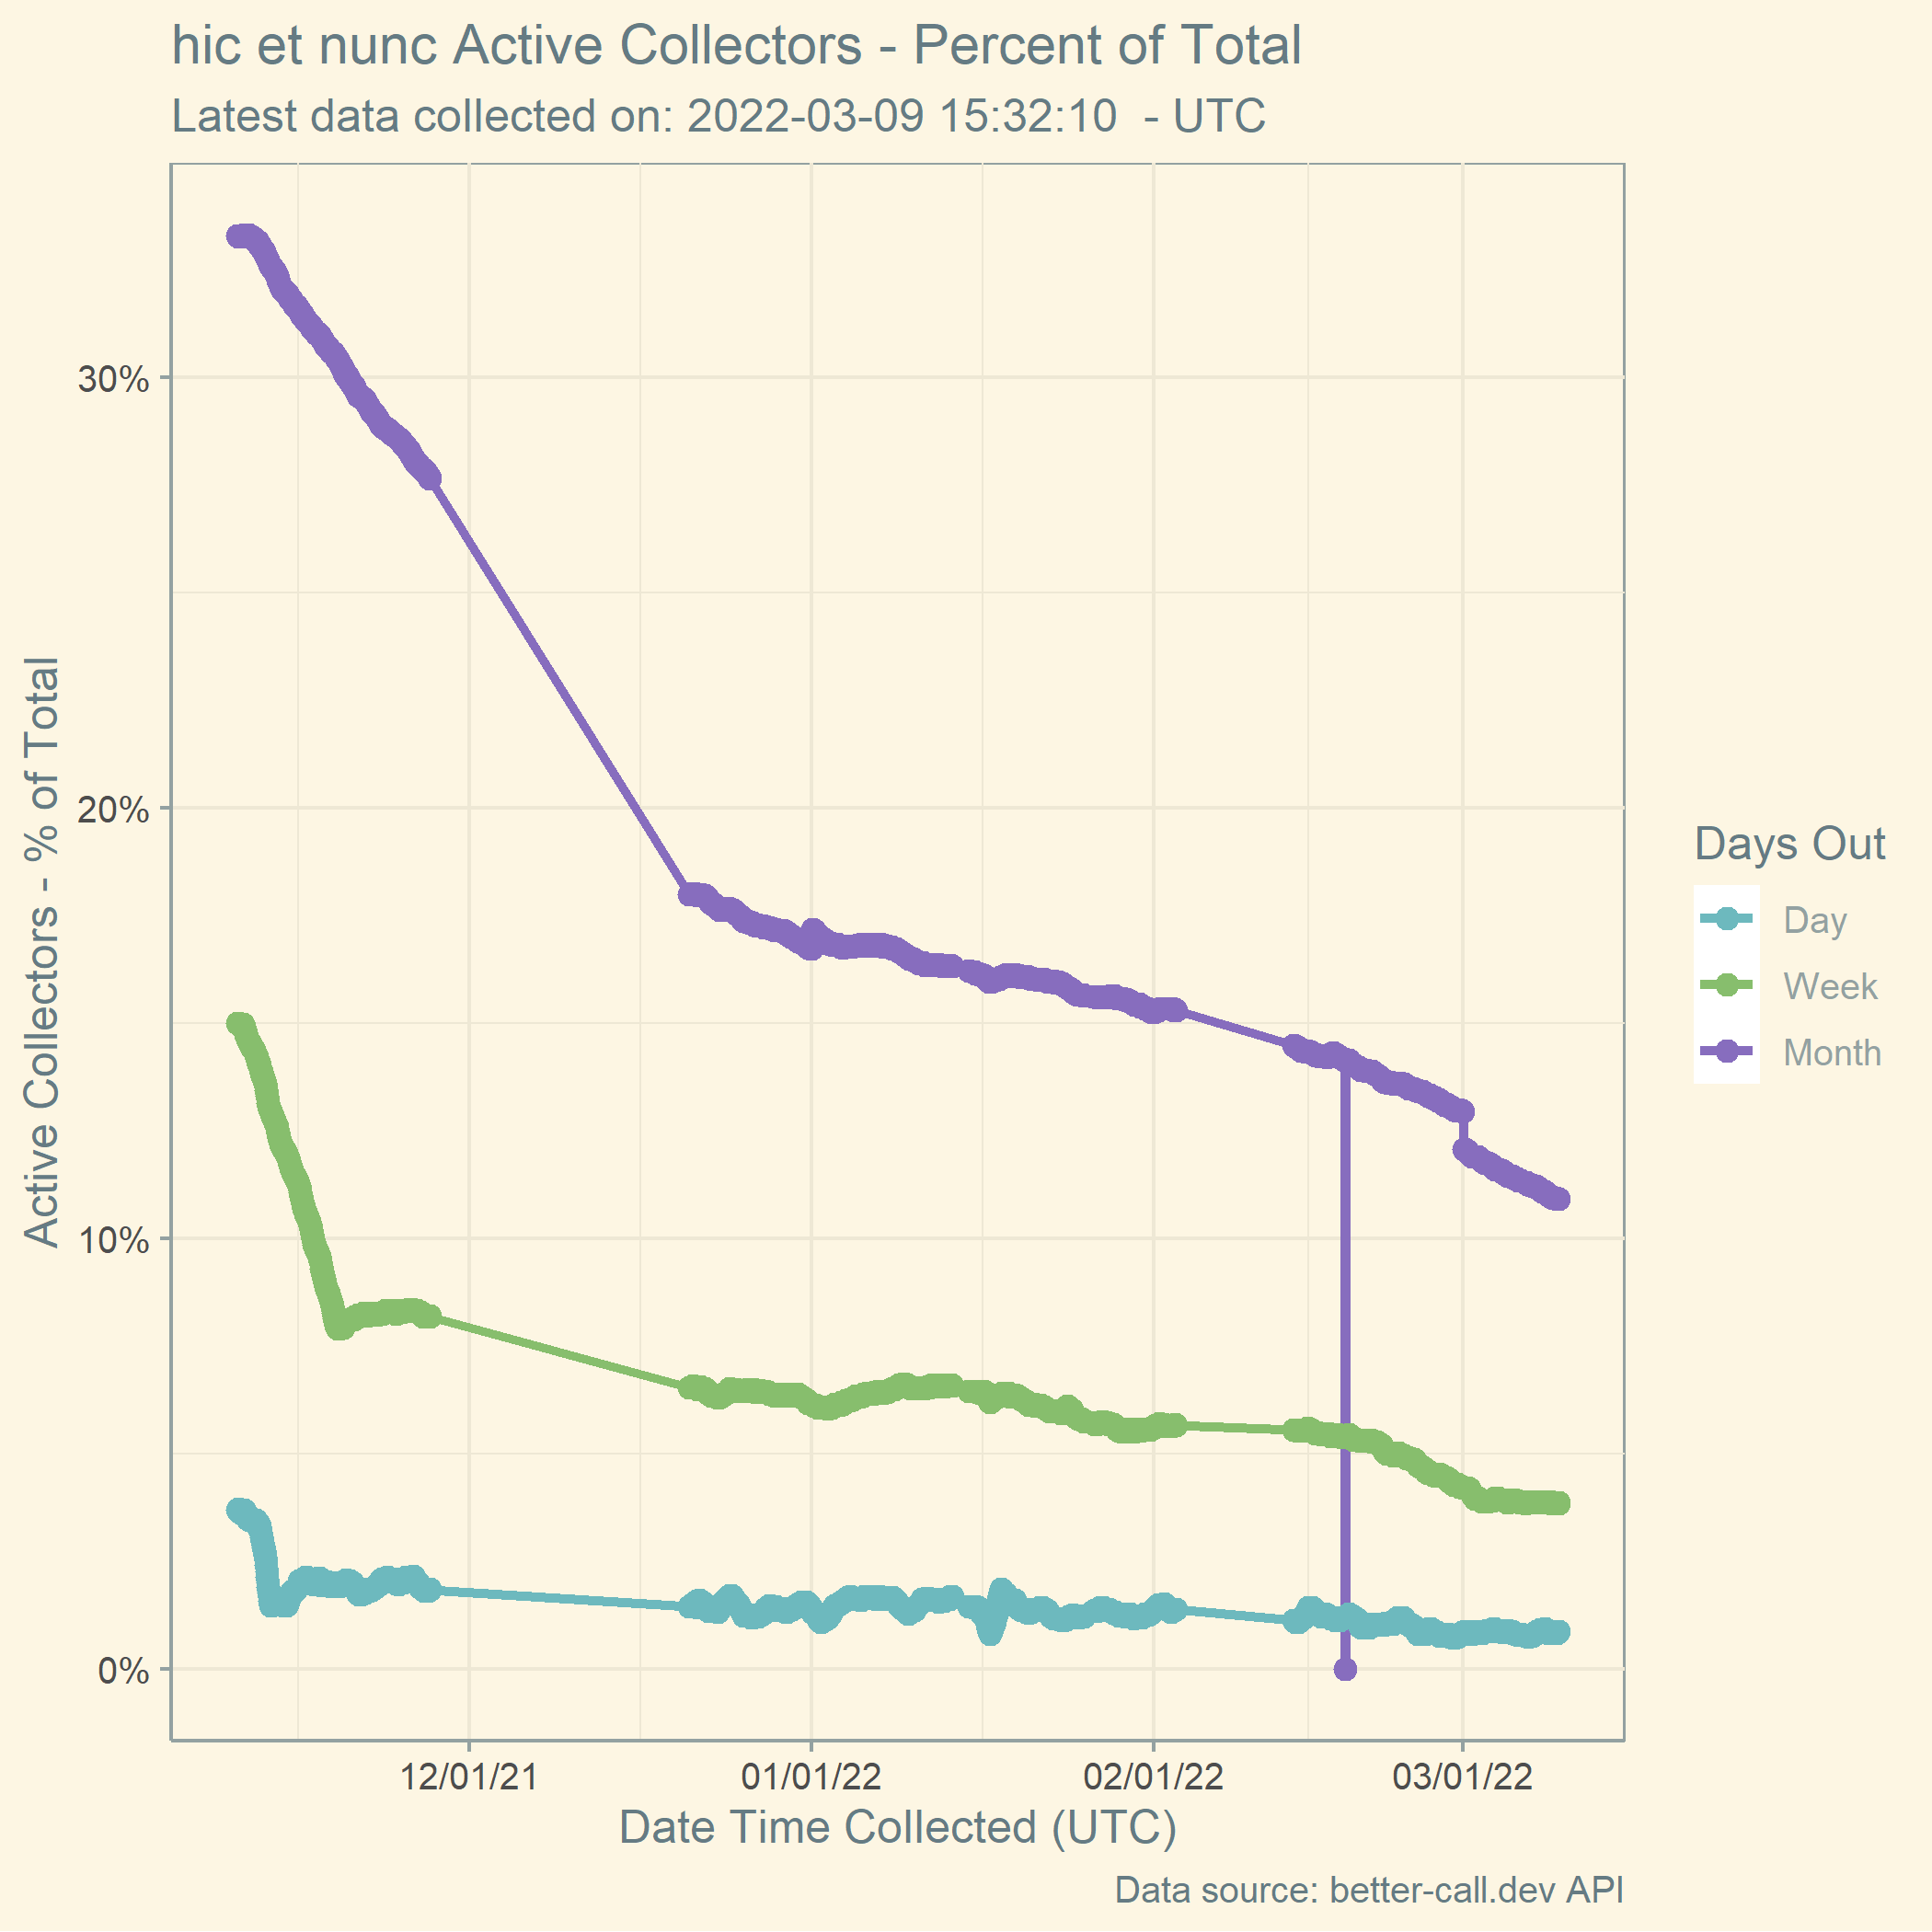 hic et nunc Active Collectors - Percent of Total
Latest data collected on: 2022-03-09 15:32:10  - UTC
Active Collectors - % of Total
30%
20%
10%
0%
12/01/21
01/01/22
02/01/22
03/01/22
Date Time Collected (UTC)
Days Out
Day
Week
Month
Data source: better-call.dev API